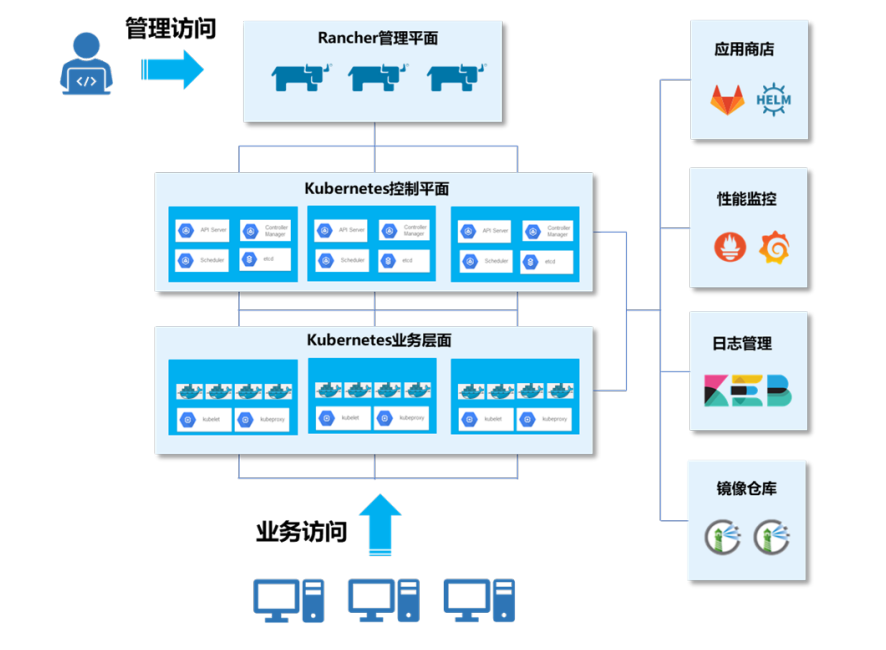 管理访问
</>
Rancher管理平面
应用商店
HELM
Kubernetes控制平面
API Server
Controller
Manager
Scheduler
etcd
API Server
Controller
Manager
Scheduler
etcd
API Server
Controller
Manager
Scheduler
etcd
性能监控
Kubernetes业务层面
kubelet
kubeproxy
kubelet
kubeproxy
kubelet
kubeproxy
日志管理
业务访问
镜像仓库